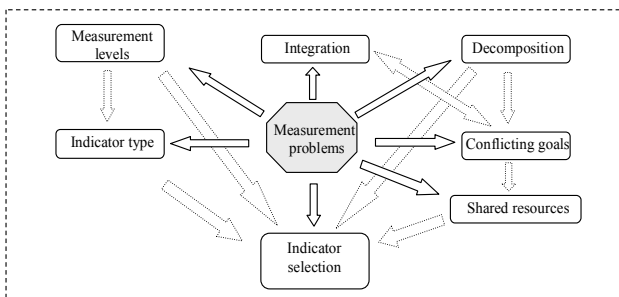 Measurement
levels
Integration
Decomposition
Measurement
problems
Indicator type
Conflicting goals
Shared resources
Indicator
selection